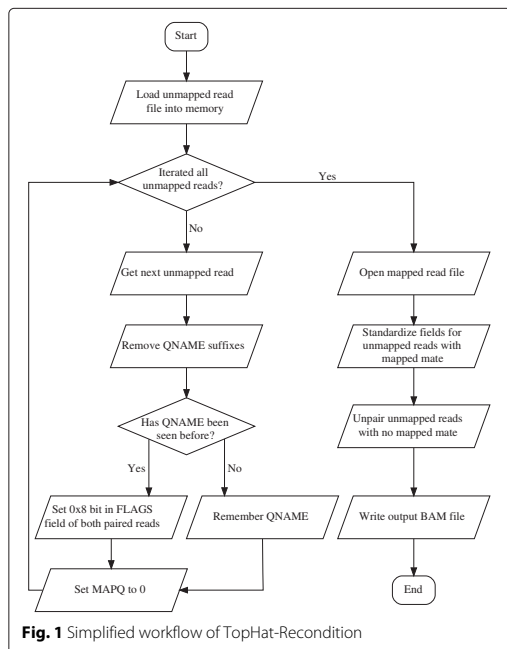 Start
Load unmapped read
file into memory
Iterated all
unmapped reads?
Yes
No
Get next unmapped read
Open mapped read file
Remove QNAME suffixes
Standardize fields for
unmapped reads with
mapped mate
Has QNAME been
seen before?
Unpair unmapped reads
with no mapped mate
Yes
No
Set 0x8 bit in FLAGS
field of both paired reads
Remember QNAME
Write output BAM file
Set MAPQ to 0
End
Fig. 1 Simplified workflow of TopHat-Recondition